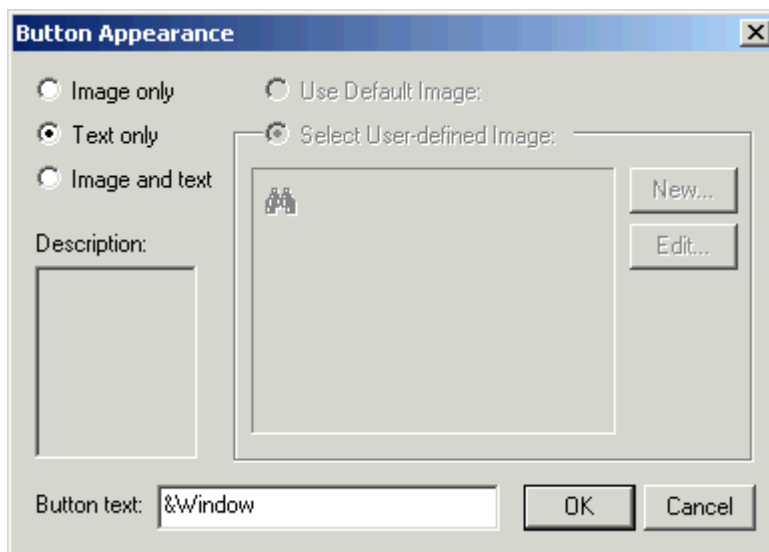 Button Appearance
Image only
Use Default Image:
Text only
Select User-defined Image:
Image and text
New...
Description:
Edit...
Button text: &Window
OK
Cancel